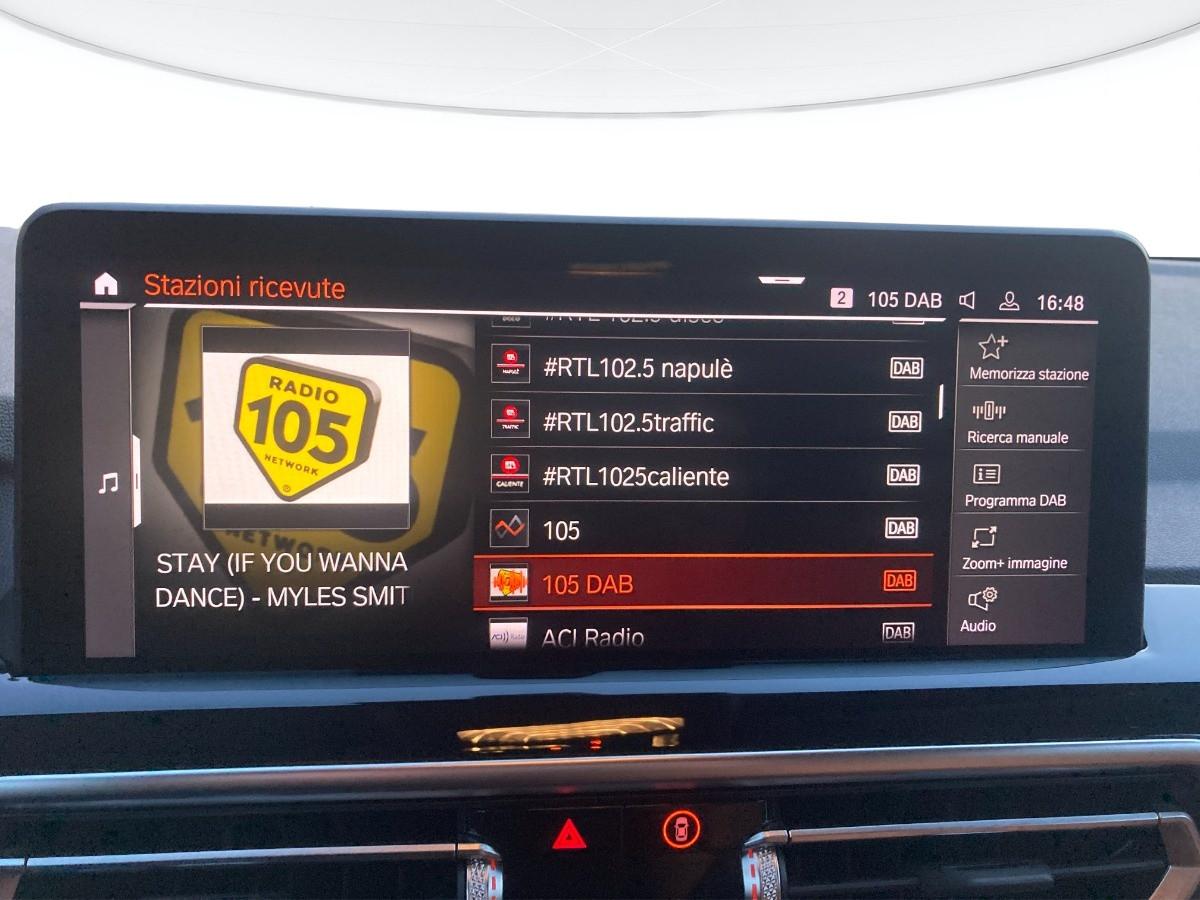 Stazioni ricevute
2 105 DAB 16:48
RADIO
105
NETWORK
STAY (IF YOU WANNA
DANCE) - MYLES SMIT
#RTL102.5 napulè DAB
#RTL102.5traffic DAB
#RTL1025caliente DAB
CALIENTE
105 DAB
105 DAB DAB
ACI Radio DAB
Memorizza stazione
Ricerca manuale
Programma DAB
Zoom+ immagine
Audio